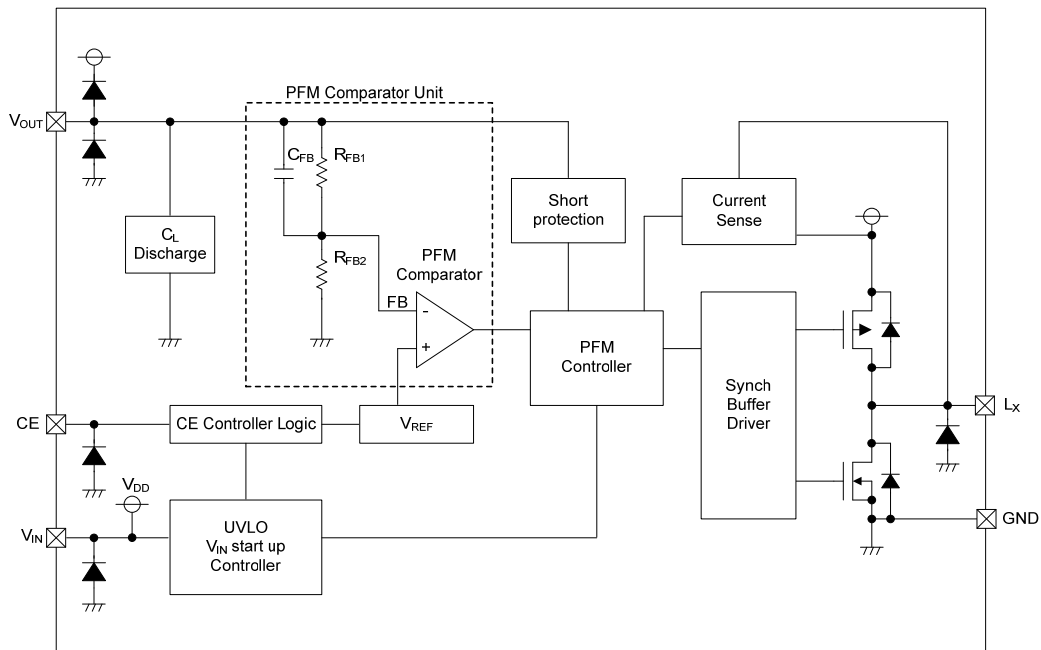 PFM Comparator Unit
VOUT
CFB
RFB1
CL
Discharge
RFB2
FB
PFM
Comparator
-
+
Short
protection
Current
Sense
PFM
Controller
Synch
Buffer
Driver
CE
CE Controller Logic
VREF
LX
VDD
VIN
UVLO
VIN start up
Controller
GND